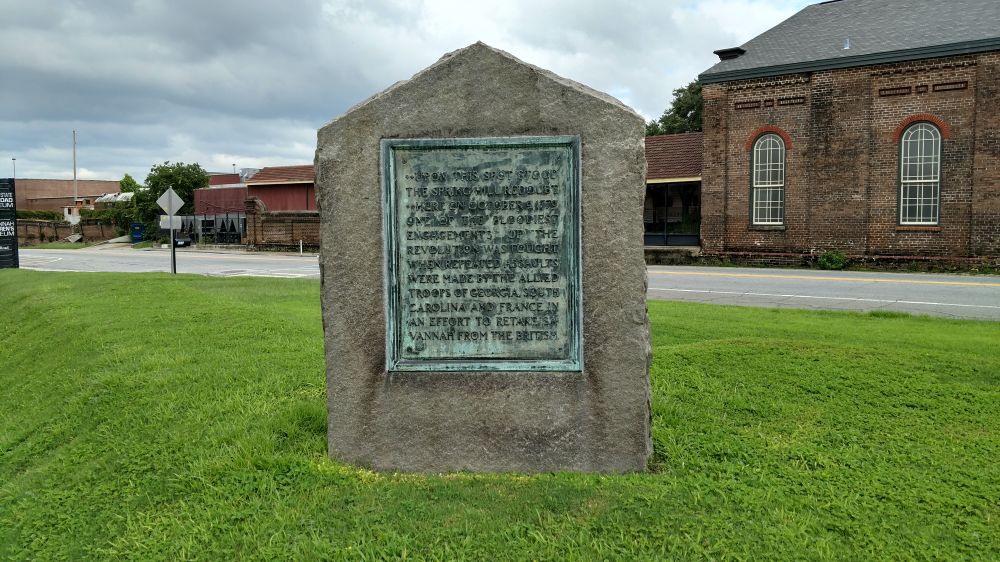 UPON THIS SPOT STOOD
THE SPRING HILL REDOUBT
HERE ON OCTOBER 9, 1779
ONE OF THE BLOODIEST
ENGAGEMENTS OF THE
REVOLUTION WAS FOUGHT
WHEN REPEATED ASSAULTS
WERE MADE BY THE ALLIED
TROOPS OF GEORGIA, SOUTH
CAROLINA AND FRANCE, IN
AN EFFORT TO RETAKE SA
VANNAH FROM THE BRITISH